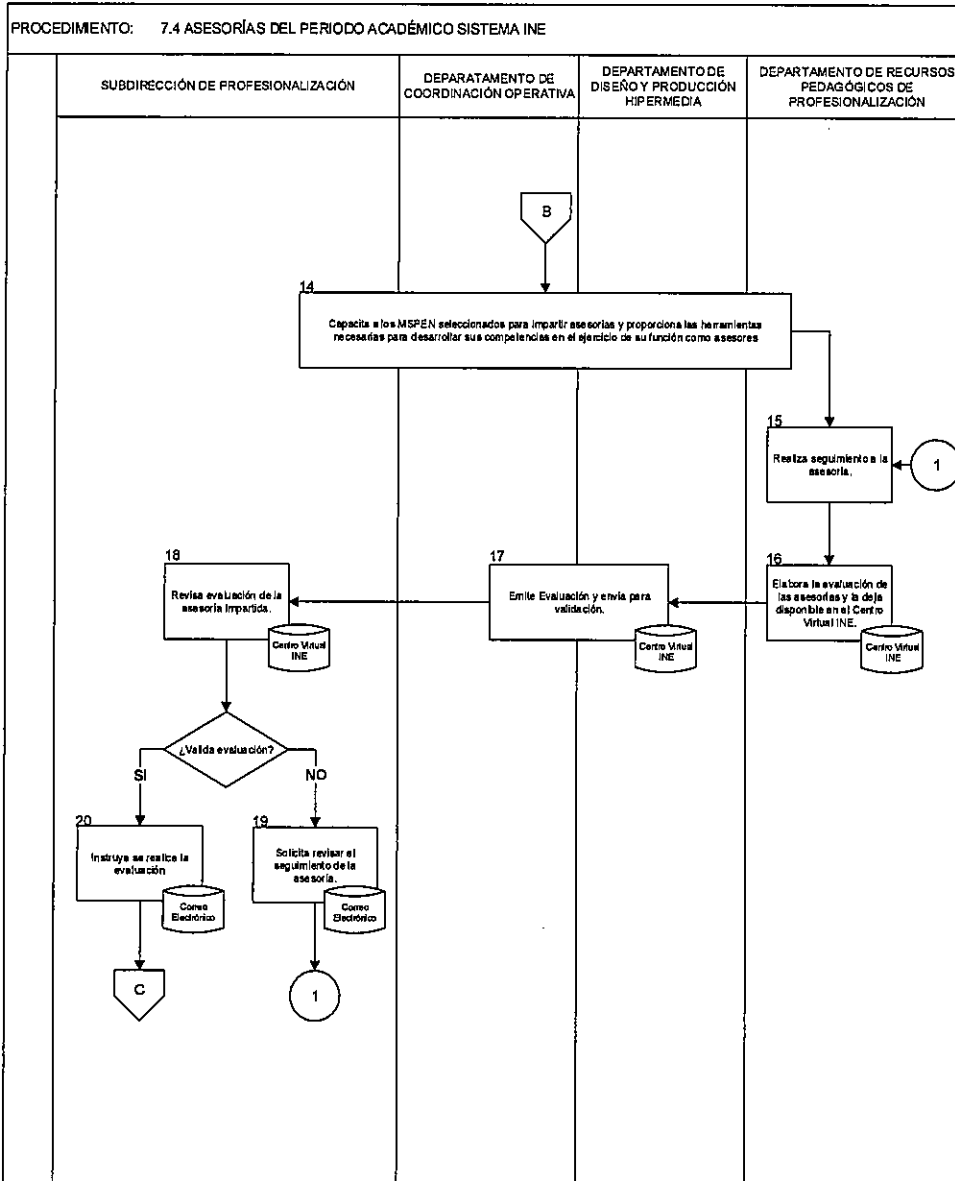 PROCEDIMIENTO: 7.4 ASESORÍAS DEL PERIODO ACADÉMICO SISTEMA INE
SUBDIRECCIÓN DE PROFESIONALIZACIÓN
DEPARATAMENTO DE
COORDINACIÓN OPERATIVA
DEPARTAMENTO DE
DISEÑO Y PRODUCCIÓN
HIPERMEDIA
DEPARTAMENTO DE RECURSOS
PEDAGÓGICOS DE
PROFESIONALIZACIÓN
B
14
Capacita a los MSPEN seleccionados para impartir asesorías y proporciona las herramientas
necesarias para desarrollar sus competencias en el ejercicio de su función como asesores
15
Realiza seguimiento a la
asesoría.
1
16
Elabora la evaluación de
las asesorías y la deja
disponible en el Centro
Virtual INE.
Centro Virtual
INE
17
Emite Evaluación y envía para
validación.
Centro Virtual
INE
18
Revisa evaluación de la
asesoría impartida.
Centro Virtual
INE
¿Valida evaluación?
SI
NO
20
Instruye se realice la
evaluación
Correo
Electrónico
19
Solicita revisar el
seguimiento de la
asesoría.
Correo
Electrónico
C
1